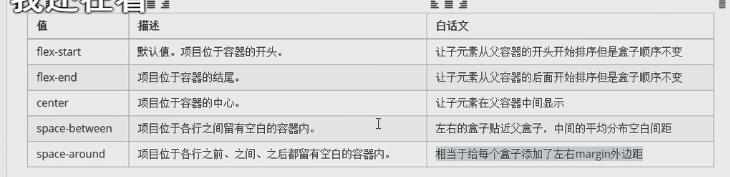 我还在看
值 描述 白话文
flex-start 默认值。项目位于容器的开头。 让子元素从父容器的开头开始排序但是盒子顺序不变
flex-end 项目位于容器的结尾。 让子元素从父容器的后面开始排序但是盒子顺序不变
center 项目位于容器的中心。 让子元素在父容器中间显示
space-between 项目位于各行之间留有空白的容器内。 左右的盒子贴近父盒子，中间的平均分布空白间距
space-around 项目位于各行之前、之间、之后都留有空白的容器内。 相当于给每个盒子添加了左右margin外边距